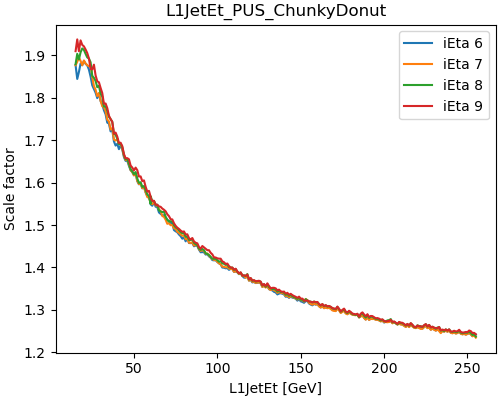 L1JetEt_PUS_ChunkyDonut
iEta 6
iEta 7
iEta 8
iEta 9
Scale factor
1.9
1.8
1.7
1.6
1.5
1.4
1.3
1.2
50
100
150
200
250
L1JetEt [GeV]